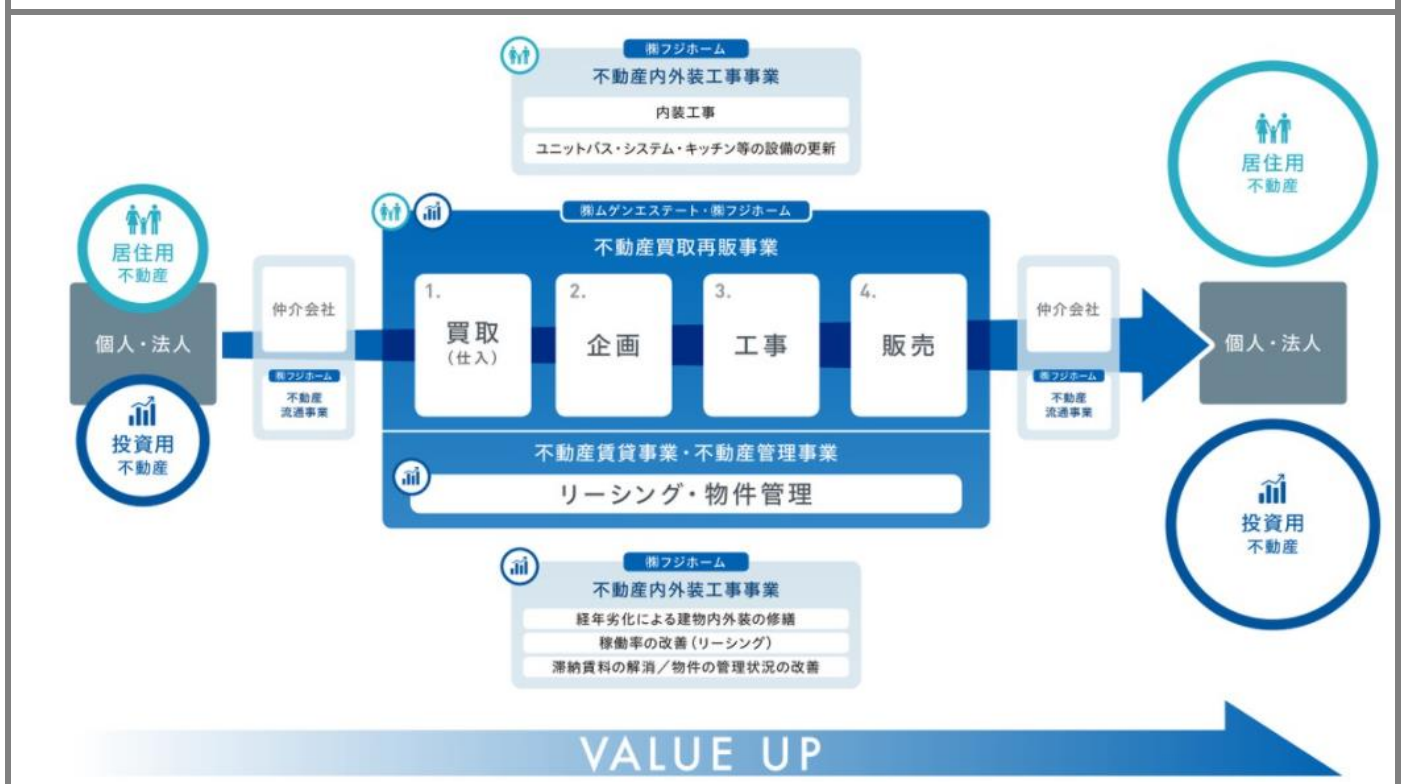 ㈱フジホーム
不動産内外装工事事業
内装工事
ユニットバス・システム・キッチン等の設備の更新
居住用
不動産
個人・法人
投資用
不動産
仲介会社
㈱フジホーム
不動産
流通事業
㈱ムゲンエステート・㈱フジホーム
不動産買取再販事業
1.
買取
(仕入)
2.
企画
3.
工事
4.
販売
不動産賃貸事業・不動産管理事業
リーシング・物件管理
仲介会社
㈱フジホーム
不動産
流通事業
居住用
不動産
個人・法人
投資用
不動産
㈱フジホーム
不動産内外装工事事業
経年劣化による建物内外装の修繕
稼働率の改善(リーシング)
滞納賃料の解消/物件の管理状況の改善
VALUE UP